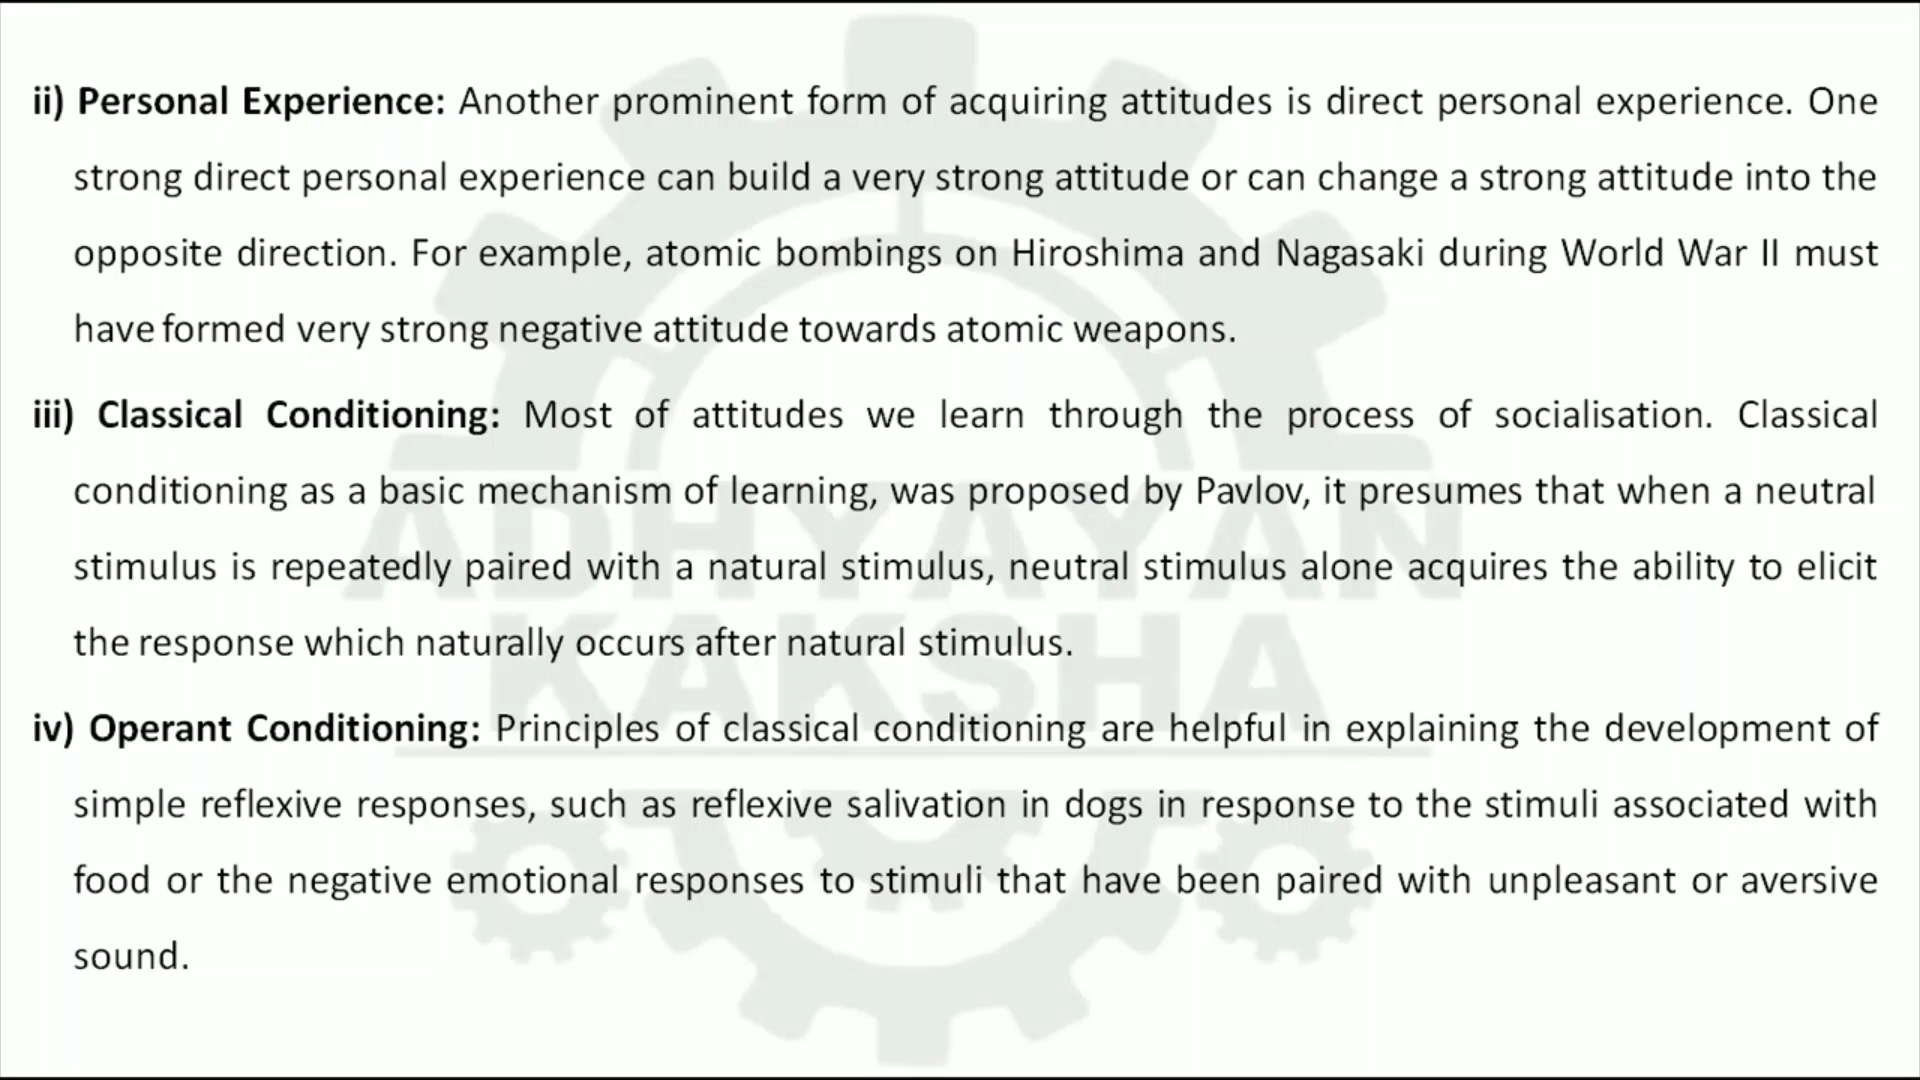 ii) Personal Experience: Another prominent form of acquiring attitudes is direct personal experience. One
strong direct personal experience can build a very strong attitude or can change a strong attitude into the
opposite direction. For example, atomic bombings on Hiroshima and Nagasaki during World War II must
have formed very strong negative attitude towards atomic weapons.
iii) Classical Conditioning: Most of attitudes we learn through the process of socialisation. Classical
conditioning as a basic mechanism of learning, was proposed by Pavlov, it presumes that when a neutral
stimulus is repeatedly paired with a natural stimulus, neutral stimulus alone acquires the ability to elicit
the response which naturally occurs after natural stimulus.
iv) Operant Conditioning: Principles of classical conditioning are helpful in explaining the development of
simple reflexive responses, such as reflexive salivation in dogs in response to the stimuli associated with
food or the negative emotional responses to stimuli that have been paired with unpleasant or aversive
sound.
ADHYAYAN
KAKSHA